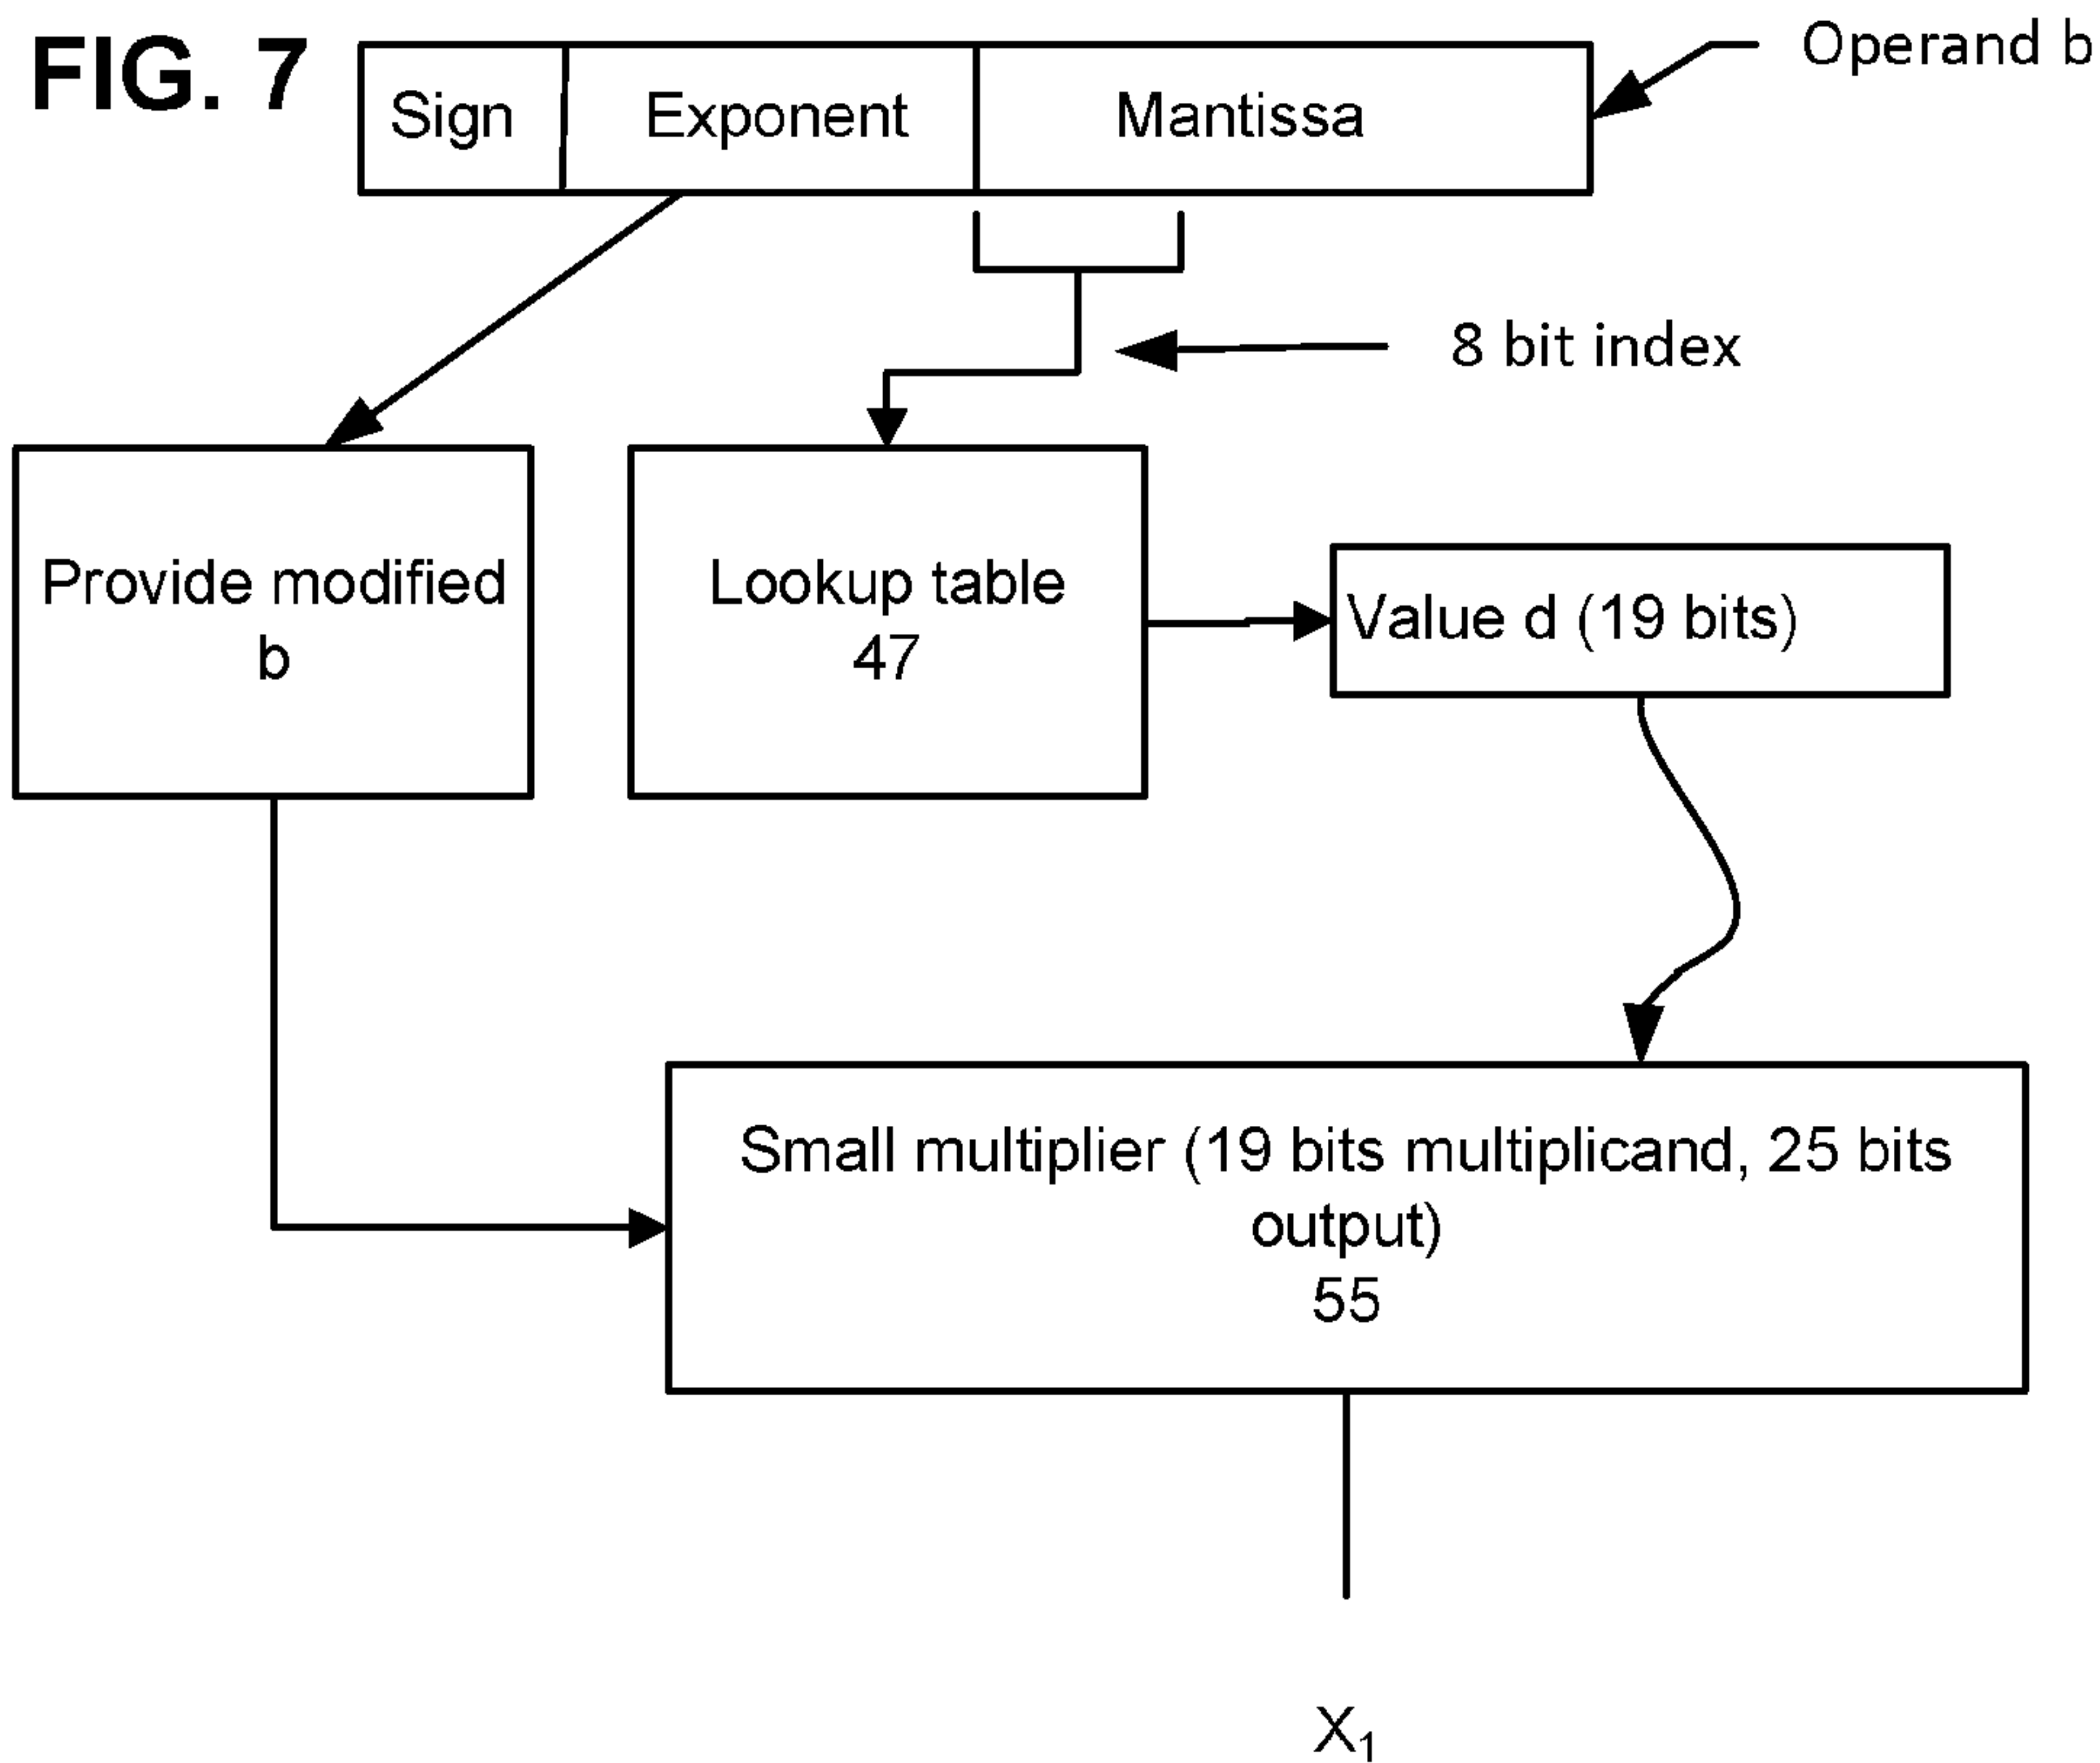 FIG. 7
Operand b
Sign
Exponent
Mantissa
8 bit index
Provide modified
b
Lookup table
47
Value d (19 bits)
Small multiplier (19 bits multiplicand, 25 bits
output)
55
X₁